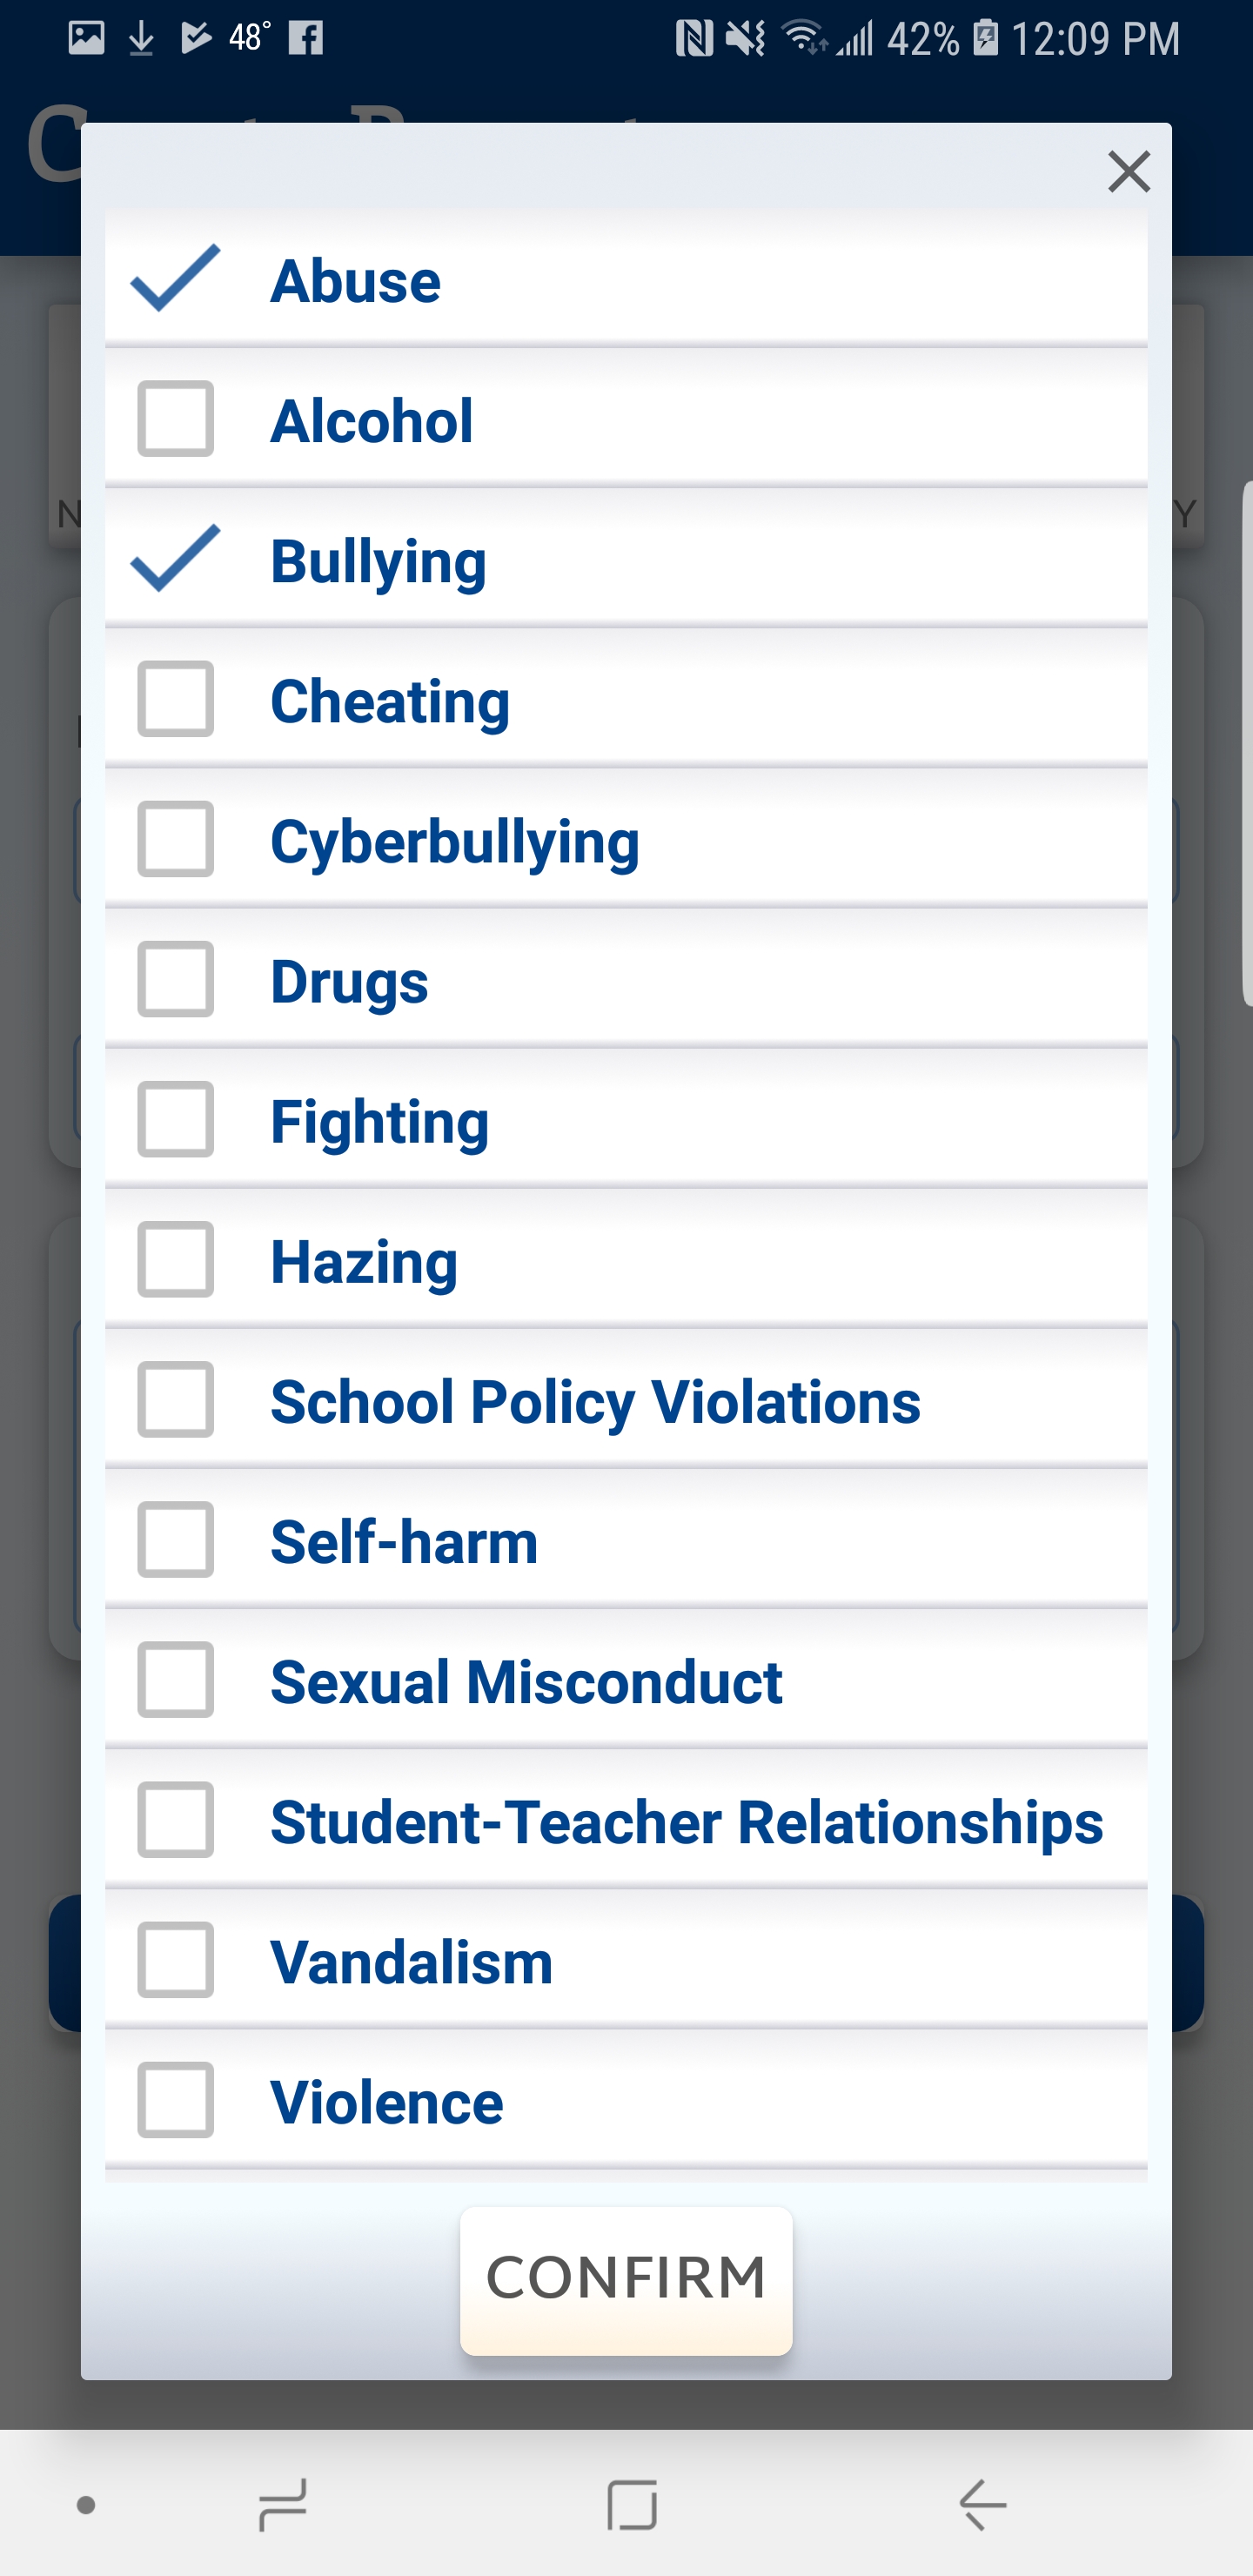 48° 42% 12:09 PM
Abuse
Alcohol
Bullying
Cheating
Cyberbullying
Drugs
Fighting
Hazing
School Policy Violations
Self-harm
Sexual Misconduct
Student-Teacher Relationships
Vandalism
Violence
CONFIRM